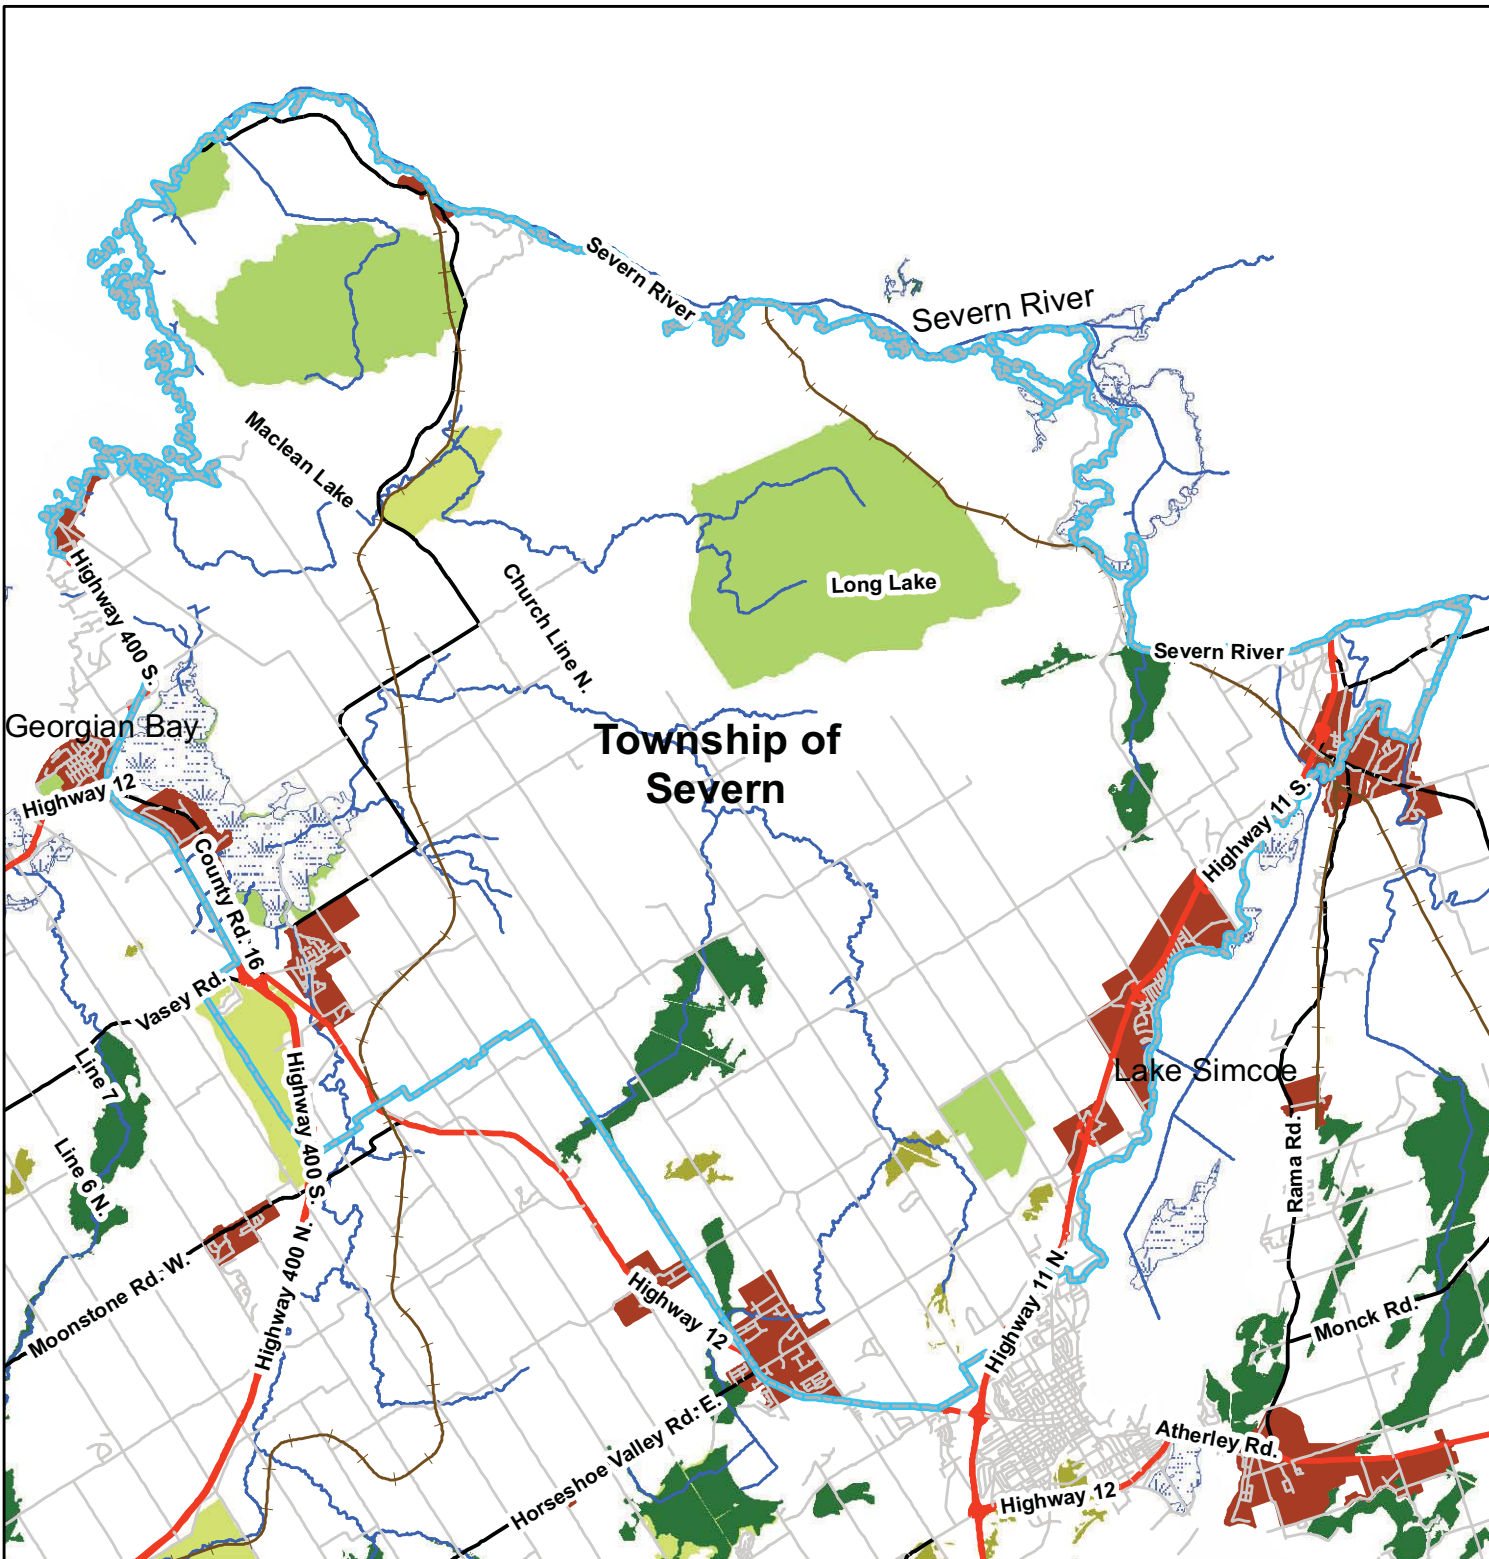 Severn River
Severn River
Maclean Lake
Highway 400 S.
Church Line N.
Long Lake
Severn River
Georgian Bay
Township of
Severn
Highway 12
Highway 11 S.
County Rd. 16
Vasey Rd.
Line 7
Highway 400 S.
Lake Simcoe
Line 6 N.
Rama Rd.
Moonstone Rd. W.
Highway 400 N.
Highway 12
Highway 11 N.
Monck Rd.
Horseshoe Valley Rd. E.
Atherley Rd.
Highway 12